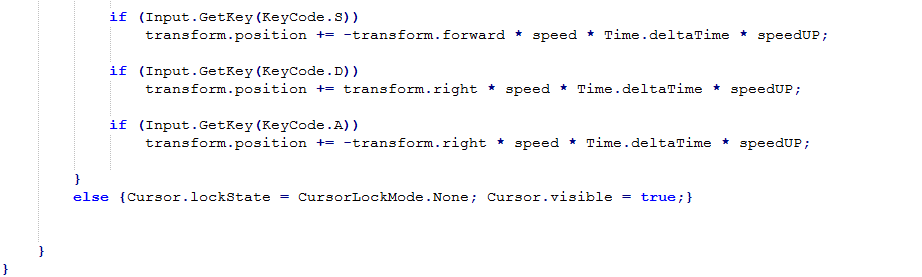 if (Input.GetKey(KeyCode.S))
transform.position += -transform.forward * speed * Time.deltaTime * speedUP;
if (Input.GetKey(KeyCode.D))
transform.position += transform.right * speed * Time.deltaTime * speedUP;
if (Input.GetKey(KeyCode.A))
transform.position += -transform.right * speed * Time.deltaTime * speedUP;
}
else {Cursor.lockState = CursorLockMode.None; Cursor.visible = true;}
}
}